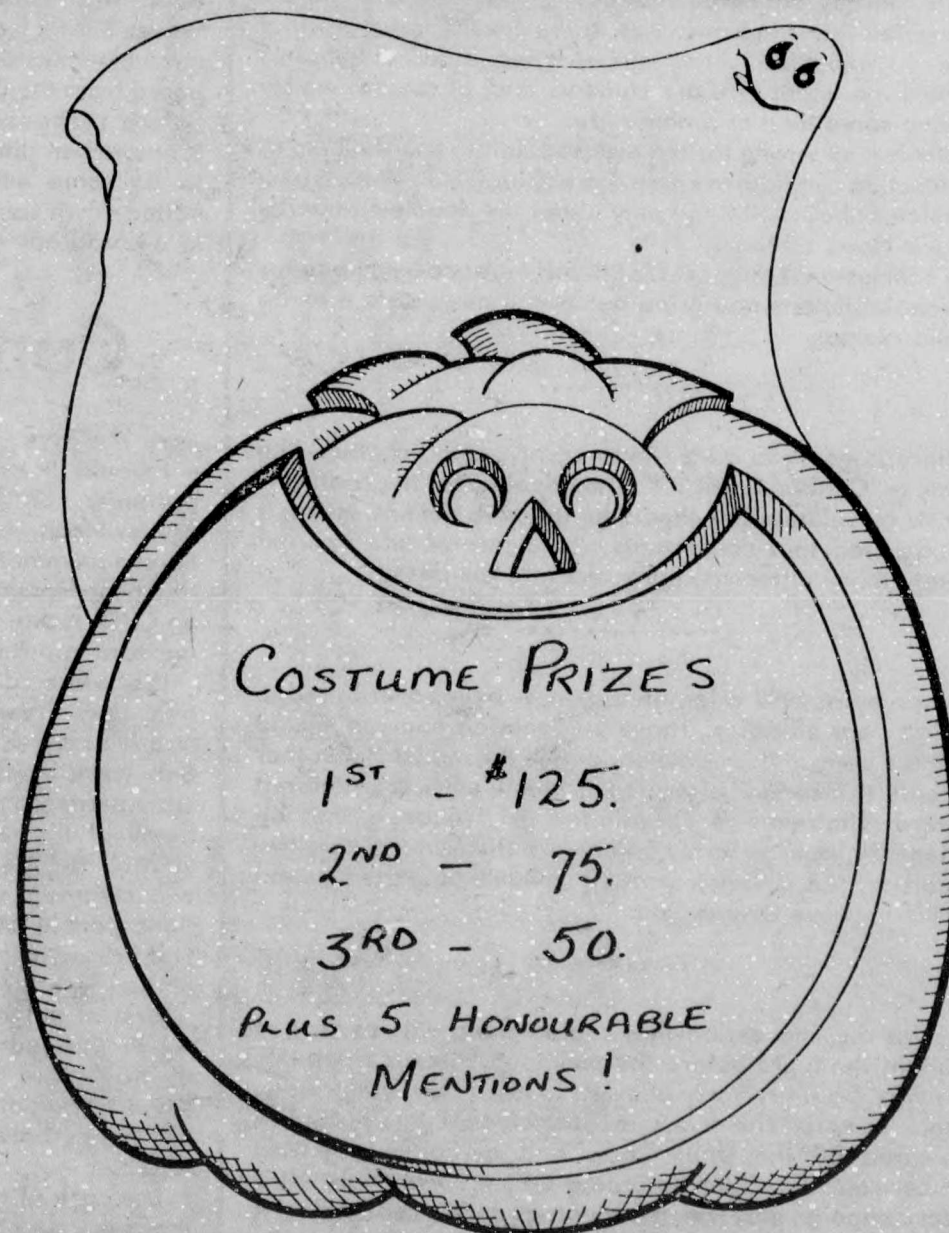 COSTUME PRIZES
1ST - $125.
2ND - 75.
3RD - 50.
PLUS 5 HONOURABLE
MENTIONS!